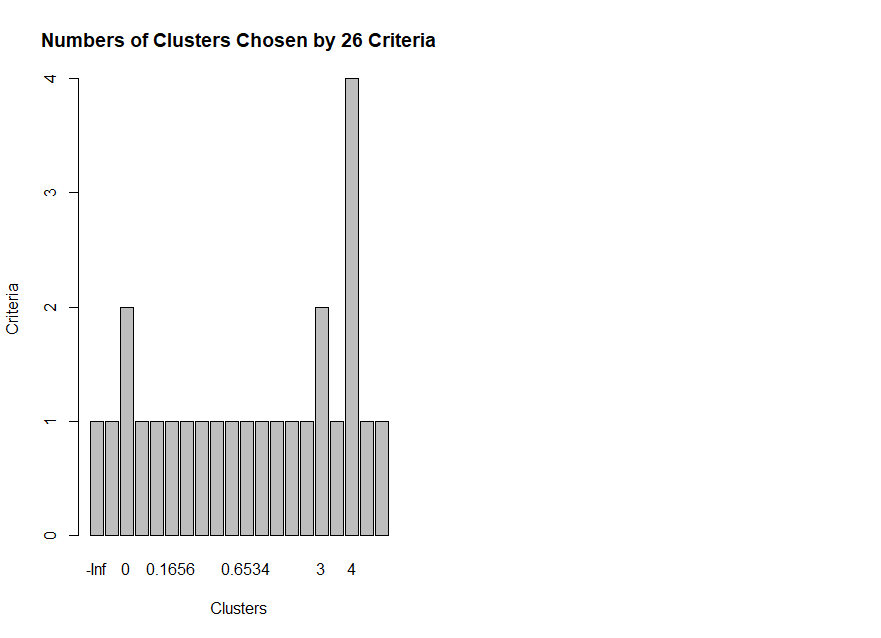 Numbers of Clusters Chosen by 26 Criteria
4
3
2
1
0
Criteria
-Inf 0 0.1656 0.6534 3 4
Clusters